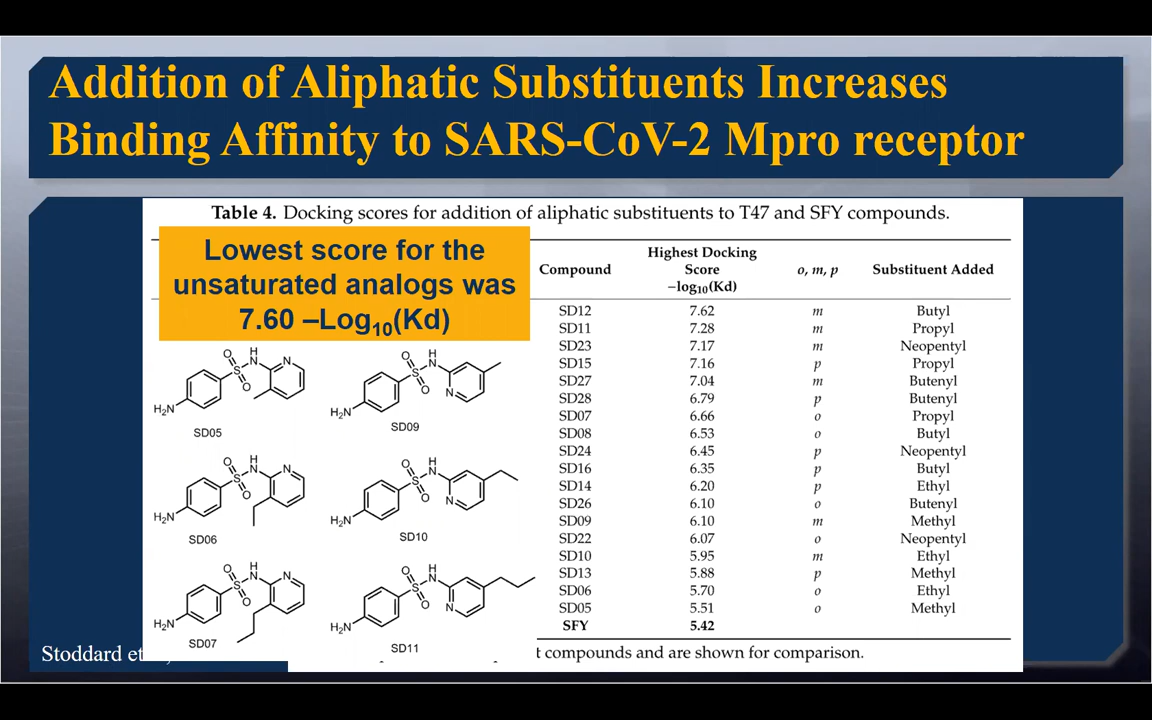 Addition of Aliphatic Substituents Increases
Binding Affinity to SARS-CoV-2 Mpro receptor
Table 4. Docking scores for addition of aliphatic substituents to T47 and SFY compounds.
Lowest score for the
unsaturated analogs was
7.60 –Log10(Kd)
Compound Highest Docking Score −log10(Kd) o, m, p Substituent Added
SD12 7.62 m Butyl
SD11 7.28 m Propyl
SD23 7.17 m Neopentyl
SD15 7.16 p Propyl
SD27 7.04 m Butenyl
SD28 6.79 p Butenyl
SD07 6.66 o Propyl
SD08 6.53 o Butyl
SD24 6.45 p Neopentyl
SD16 6.35 p Butyl
SD14 6.20 p Ethyl
SD26 6.10 o Butenyl
SD09 6.10 m Methyl
SD22 6.07 o Neopentyl
SD10 5.95 m Ethyl
SD13 5.88 p Methyl
SD06 5.70 o Ethyl
SD05 5.51 o Methyl
SFY 5.42
t compounds and are shown for comparison.
O H N S O H2N
SD05
O H N S O N H2N
SD09
O H N N S O H2N
SD06
O H N S O N H2N
SD10
O H N N S O H2N
SD07
O H N S O N H2N
SD11
Stoddard et